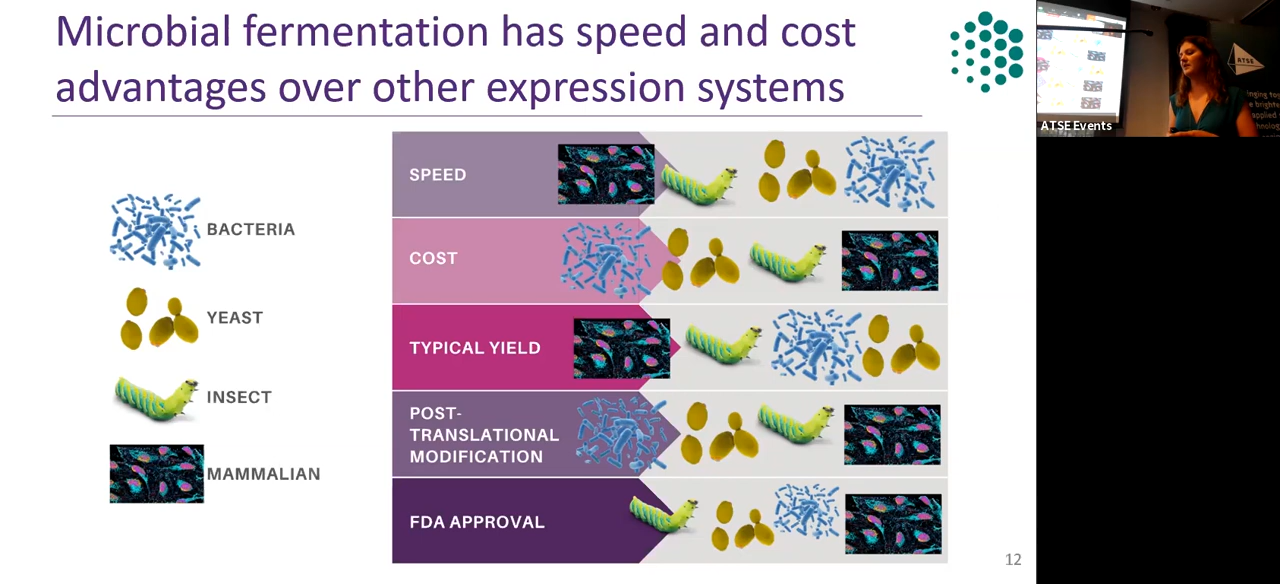 Microbial fermentation has speed and cost
advantages over other expression systems
ATSE
ATSE Events
BACTERIA
YEAST
INSECT
MAMMALIAN
SPEED
COST
TYPICAL YIELD
POST-
TRANSLATIONAL
MODIFICATION
FDA APPROVAL
12